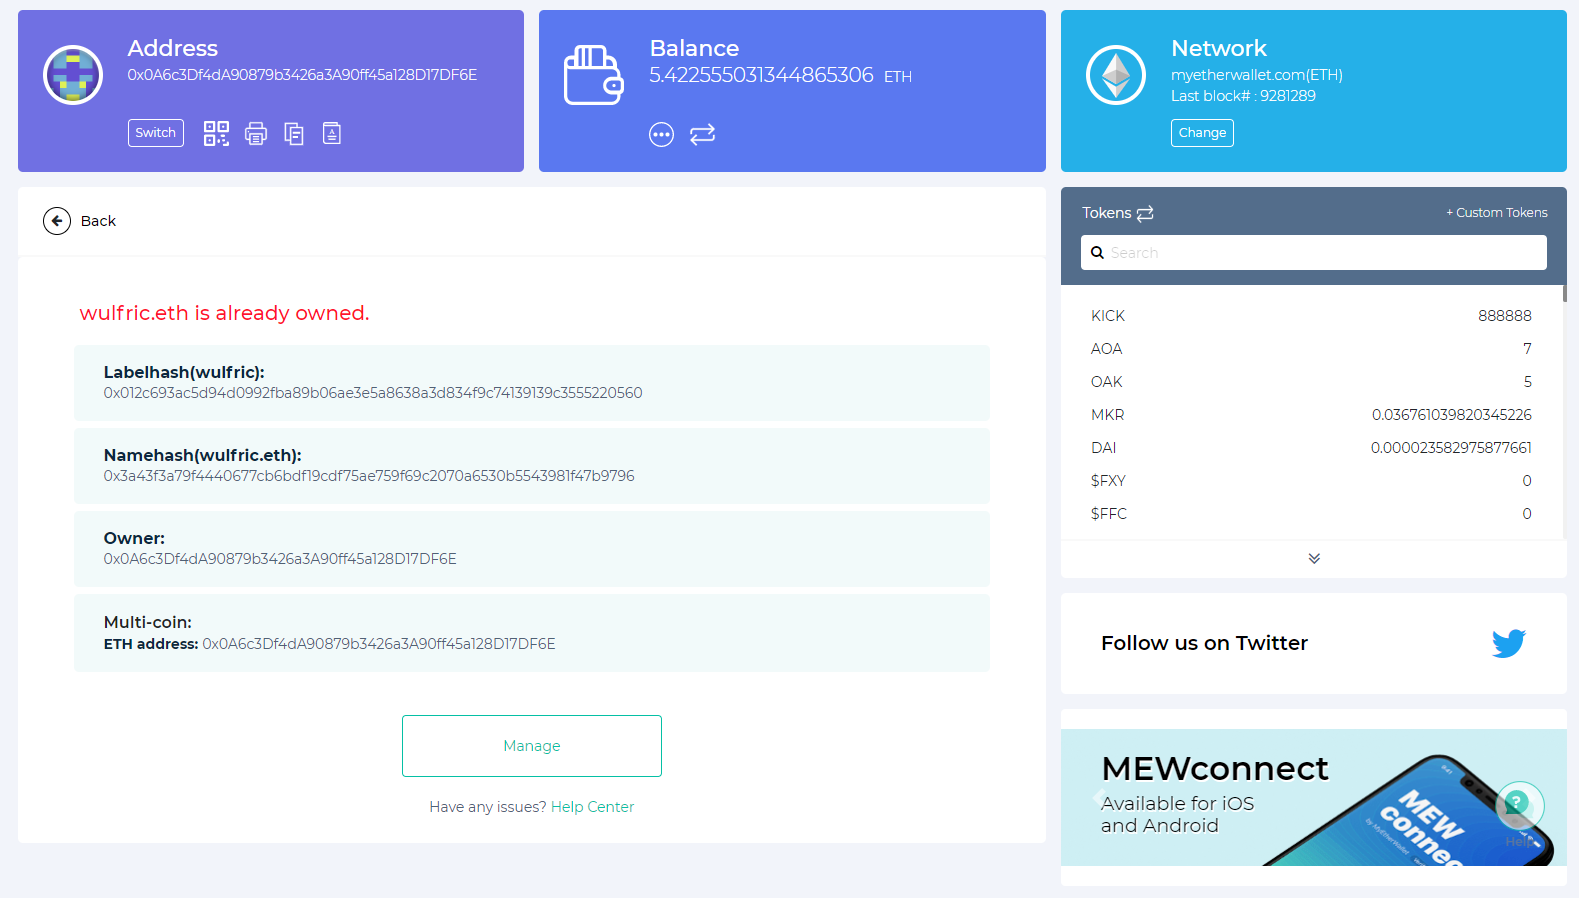 Address
0x0A6c3Df4dA90879b3426a3A90ff45a128D17DF6E
Switch
Balance
5.422555031344865306 ETH
Network
myetherwallet.com(ETH)
Last block# : 9281289
Change
Back
wulfric.eth is already owned.
Labelhash(wulfric):
0x012c693ac5d94d0992fba89b06ae3e5a8638a3d834f9c74139139c3555220560
Namehash(wulfric.eth):
0x3a43f3a79f4440677cb6bdf19cdf75ae759f69c2070a6530b5543981f47b9796
Owner:
0x0A6c3Df4dA90879b3426a3A90ff45a128D17DF6E
Multi-coin:
ETH address: 0x0A6c3Df4dA90879b3426a3A90ff45a128D17DF6E
Manage
Have any issues? Help Center
Tokens
+ Custom Tokens
Search
KICK 888888
AOA 7
OAK 5
MKR 0.036761039820345226
DAI 0.000023582975877661
$FXY 0
$FFC 0
Follow us on Twitter
MEWconnect
Available for iOS
and Android
MEW
connect
by MyEtherWallet
Help